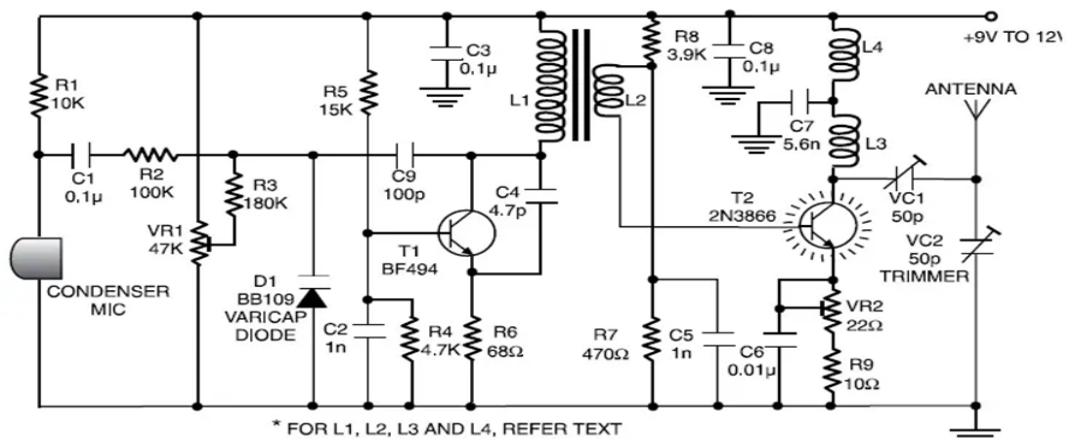 R1
10K
C1
0,1µ
R2
100K
R3
180K
VR1
47K
CONDENSER
MIC
D1
BB109
VARICAP
DIODE
R5
15K
C3
0,1µ
L1
L2
C9
100p
C4
4.7p
T1
BF494
C2
1n
R4
4.7K
R6
68Ω
R8
3.9K
C8
0,1µ
L4
+9V TO 12V
C7
5,6n
L3
ANTENNA
T2
2N3866
VC1
50p
VC2
50p
TRIMMER
R7
470Ω
C5
1n
C6
0.01µ
VR2
22Ω
R9
10Ω
* FOR L1, L2, L3 AND L4, REFER TEXT